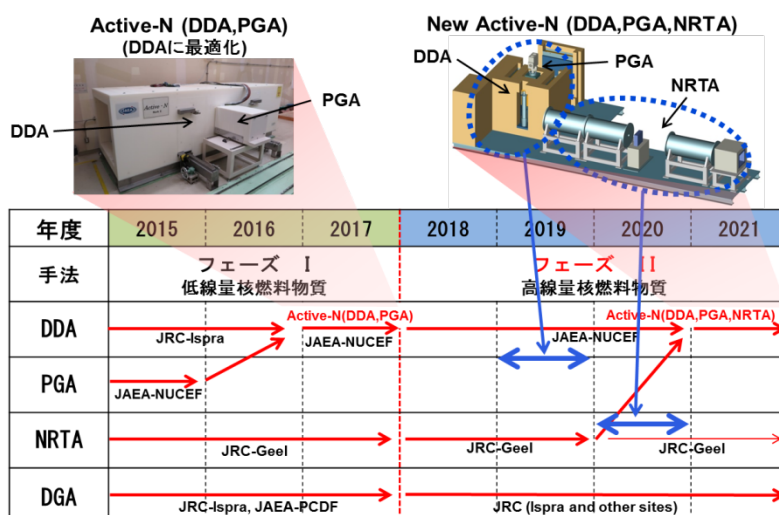 Active-N (DDA,PGA)
(DDAに最適化)
PGA
DDA
Active-N
New Active-N (DDA,PGA,NRTA)
PGA
DDA
NRTA
年度 2015 2016 2017 2018 2019 2020 2021
手法 フェーズ Ⅰ フェーズ Ⅱ
低線量核燃料物質 高線量核燃料物質
DDA Active-N(DDA,PGA) Active-N(DDA,PGA,NRTA)
JRC-Ispra JAEA-NUCEF JAEA-NUCEF
PGA
JAEA-NUCEF
NRTA
JRC-Geel JRC-Geel JRC-Geel
DGA
JRC-Ispra, JAEA-PCDF JRC (Ispra and other sites)